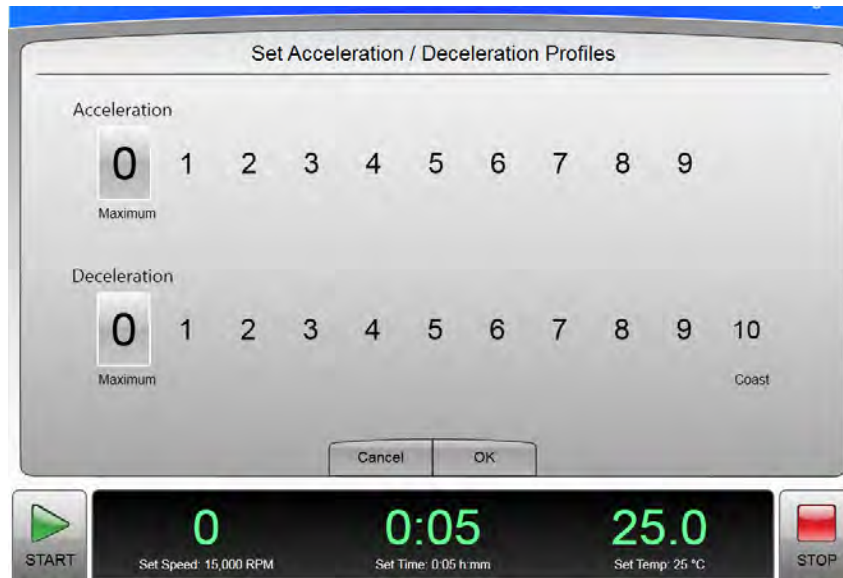 Set Acceleration / Deceleration Profiles
Acceleration
0 1 2 3 4 5 6 7 8 9
Maximum
Deceleration
0 1 2 3 4 5 6 7 8 9 10
Maximum Coast
Cancel OK
0 0:05 25.0
START Set Speed: 15,000 RPM Set Time: 0:05 h:mm Set Temp: 25 °C STOP